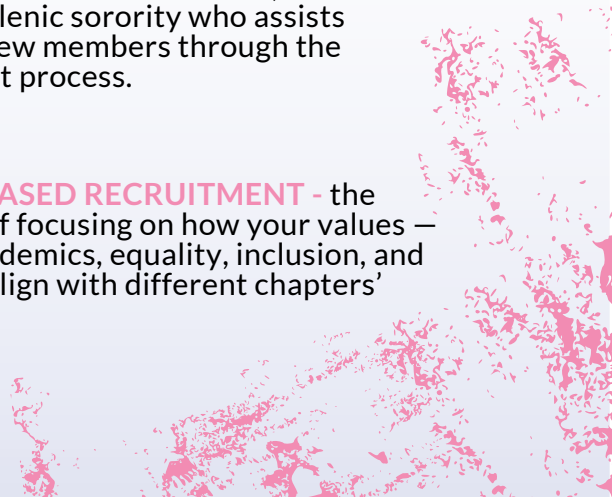 lenic sorority who assists
ew members through the
t process.
ASED RECRUITMENT - the
f focusing on how your values —
demics, equality, inclusion, and
lign with different chapters’